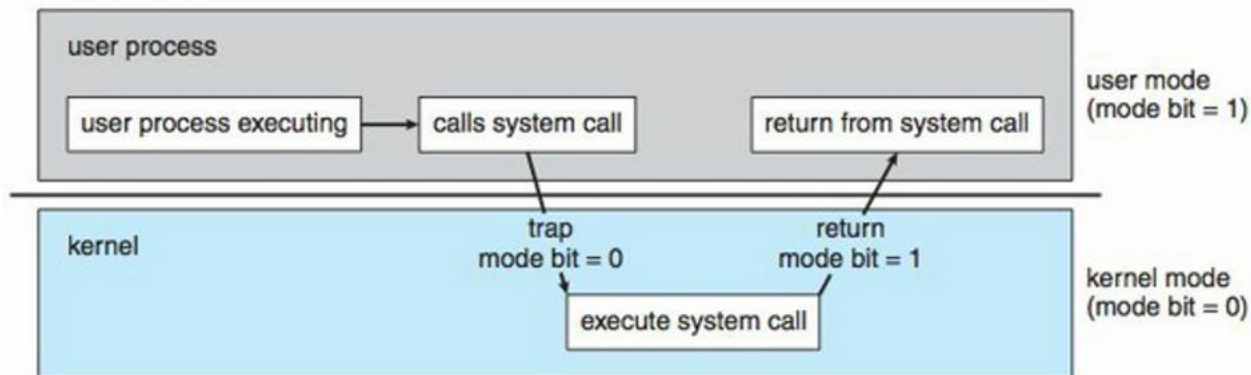 user process
user process executing
calls system call
return from system call
user mode
(mode bit = 1)
kernel
trap
mode bit = 0
return
mode bit = 1
execute system call
kernel mode
(mode bit = 0)